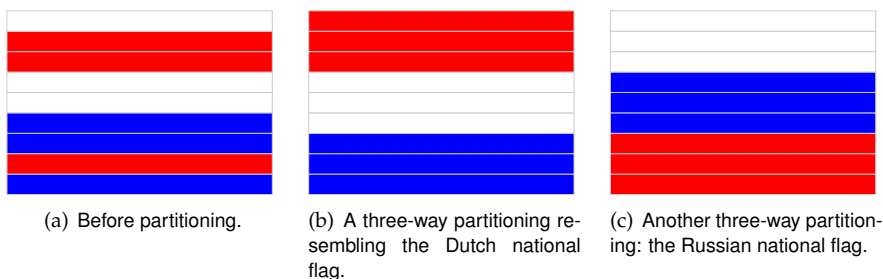 (a) Before partitioning.
(b) A three-way partitioning re-
sembling the Dutch national
flag.
(c) Another three-way partition-
ing: the Russian national flag.